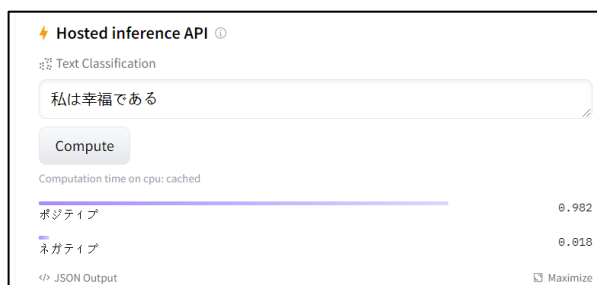 Hosted inference API
Text Classification
私は幸福である
Compute
Computation time on cpu: cached
ポジティブ 0.982
ネガティブ 0.018
</> JSON Output Maximize